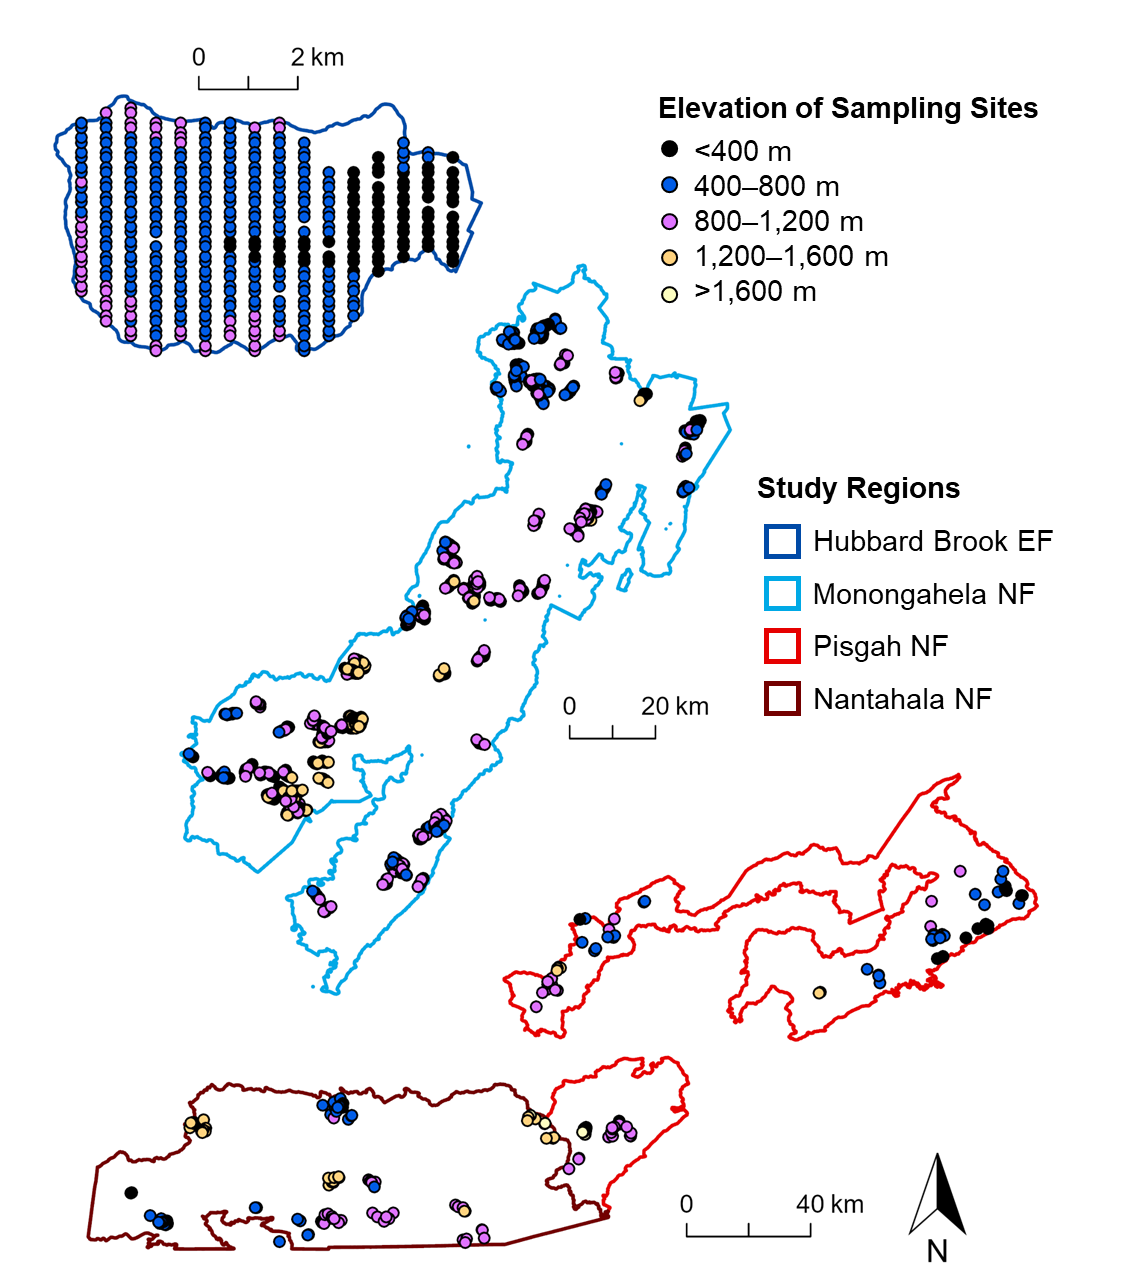 0 2 km
Elevation of Sampling Sites
<400 m
400–800 m
800–1,200 m
1,200–1,600 m
>1,600 m
Study Regions
Hubbard Brook EF
Monongahela NF
Pisgah NF
Nantahala NF
0 20 km
0 40 km
N